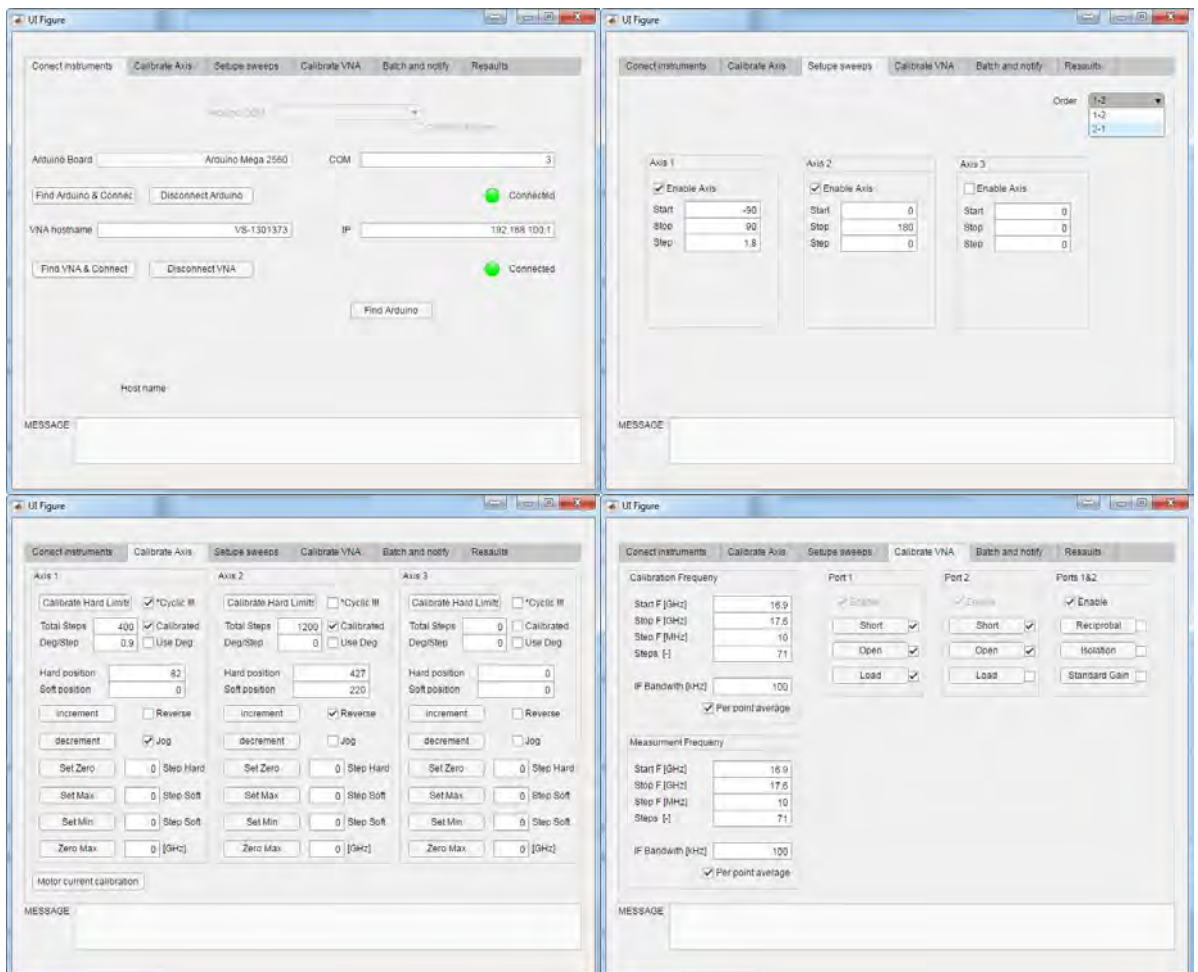 UI Figure
Conect instruments Calibrate Axis Setupe sweeps Calibrate VNA Batch and notify Resaults
Arduino Board Arduino Mega 2560 COM 3
Find Arduino & Connec Disconnect Arduino Connected
VNA hostname VS-1301373 IP 192.168.100.1
Find VNA & Connect Disconnect VNA Connected
Find Arduino
Host name
MESSAGE
UI Figure
Conect instruments Calibrate Axis Setupe sweeps Calibrate VNA Batch and notify Resaults
Order 1-2
1-2
2-1
Axis 1 Axis 2 Axis 3
Enable Axis Enable Axis Enable Axis
Start -90 Start 0 Start 0
Stop 90 Stop 180 Stop 0
Step 1.8 Step 0 Step 0
MESSAGE
UI Figure
Conect instruments Calibrate Axis Setupe sweeps Calibrate VNA Batch and notify Resaults
Axis 1 Axis 2 Axis 3
Calibrate Hard Limits *Cyclic !!! Calibrate Hard Limits *Cyclic !!! Calibrate Hard Limits *Cyclic !!!
Total Steps 400 Calibrated Total Steps 1200 Calibrated Total Steps 0 Calibrated
Deg/Step 0.9 Use Deg Deg/Step 0 Use Deg Deg/Step 0 Use Deg
Hard position 82 Hard position 427 Hard position 0
Soft position 0 Soft position 220 Soft position 0
increment Reverse increment Reverse increment Reverse
decrement Jog decrement Jog decrement Jog
Set Zero 0 Step Hard Set Zero 0 Step Hard Set Zero 0 Step Hard
Set Max 0 Step Soft Set Max 0 Step Soft Set Max 0 Step Soft
Set Min 0 Step Soft Set Min 0 Step Soft Set Min 0 Step Soft
Zero Max 0 [GHz] Zero Max 0 [GHz] Zero Max 0 [GHz]
Motor current calibration
MESSAGE
UI Figure
Conect instruments Calibrate Axis Setupe sweeps Calibrate VNA Batch and notify Resaults
Calibration Frequeny Port 1 Port 2 Ports 1&2
Enable Enable Enable
Start F [GHz] 16.9 Short Short Reciprobal
Stop F [GHz] 17.6 Open Open Isolation
Step F [MHz] 10 Load Load Standard Gain
Steps [-] 71
IF Bandwith [kHz] 100
Per point average
Measurment Frequeny
Start F [GHz] 16.9
Stop F [GHz] 17.6
Step F [MHz] 10
Steps [-] 71
IF Bandwith [kHz] 100
Per point average
MESSAGE